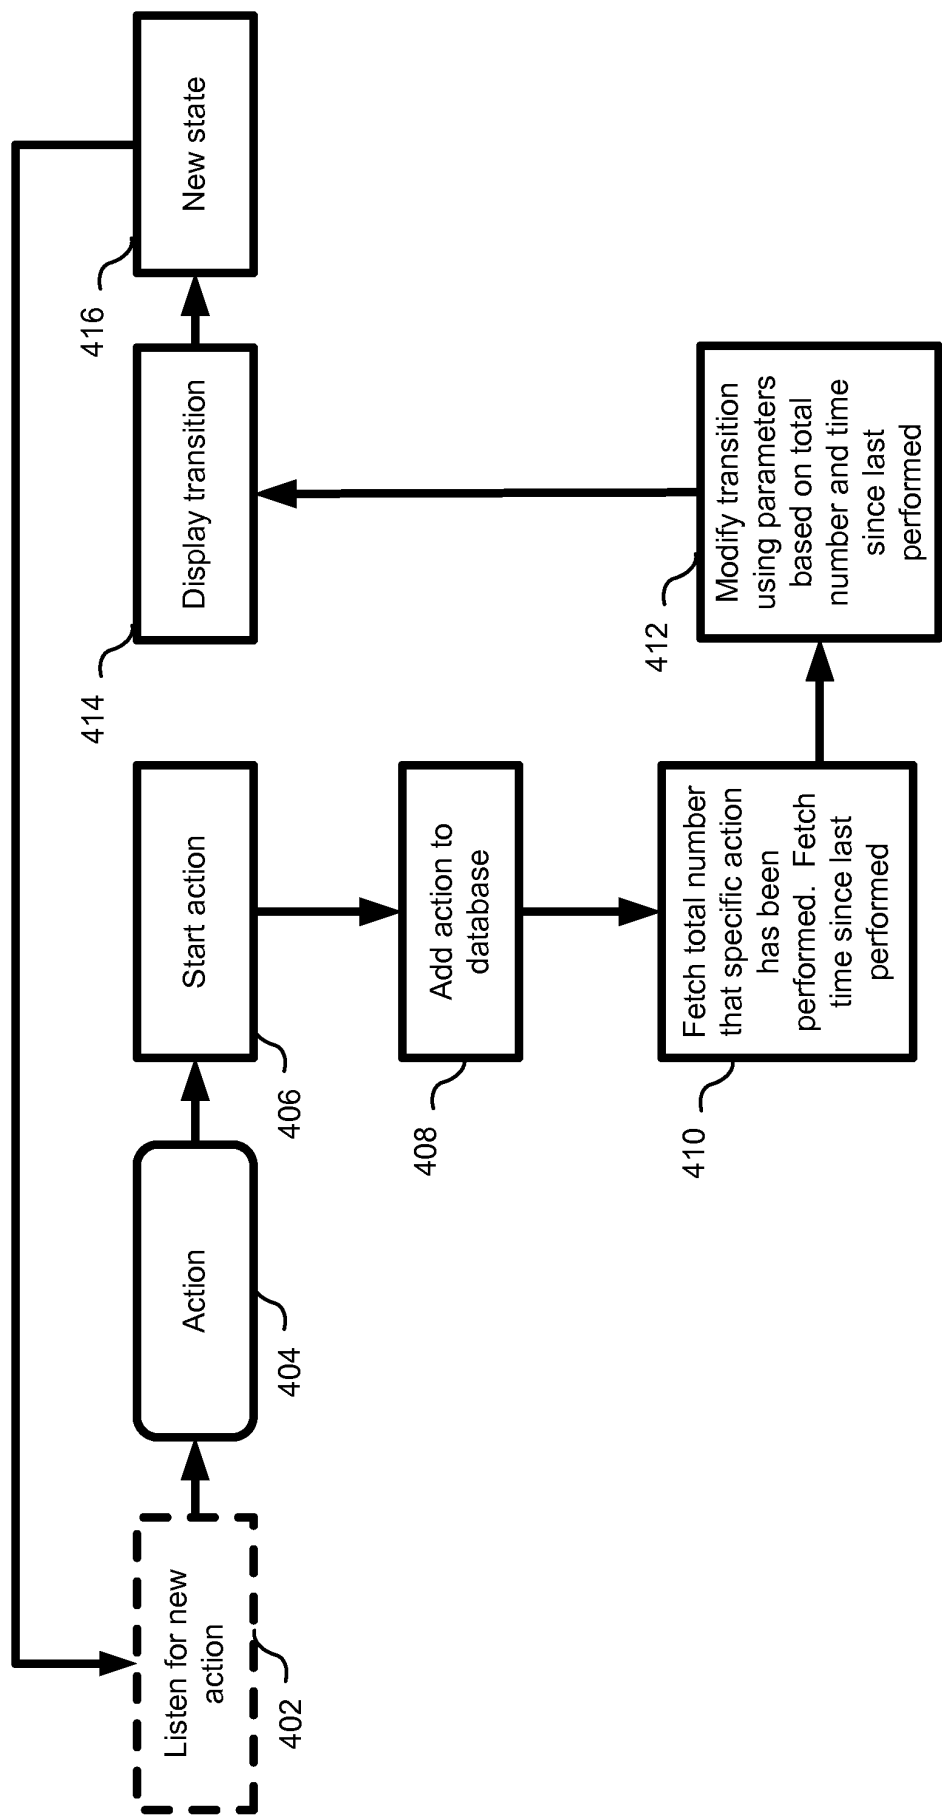 Listen for new
action
402
Action
404
Start action
406
Add action to
database
408
Fetch total number
that specific action
has been
performed. Fetch
time since last
performed
410
Modify transition
using parameters
based on total
number and time
since last
performed
412
Display transition
414
New state
416